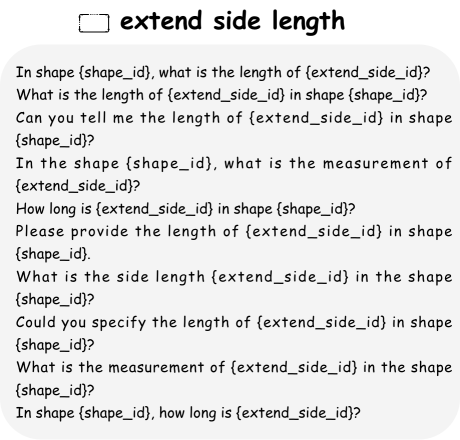 extend side length
In shape {shape_id}, what is the length of {extend_side_id}?
What is the length of {extend_side_id} in shape {shape_id}?
Can you tell me the length of {extend_side_id} in shape
{shape_id}?
In the shape {shape_id}, what is the measurement of
{extend_side_id}?
How long is {extend_side_id} in shape {shape_id}?
Please provide the length of {extend_side_id} in shape
{shape_id}.
What is the side length {extend_side_id} in the shape
{shape_id}?
Could you specify the length of {extend_side_id} in shape
{shape_id}?
What is the measurement of {extend_side_id} in the shape
{shape_id}?
In shape {shape_id}, how long is {extend_side_id}?